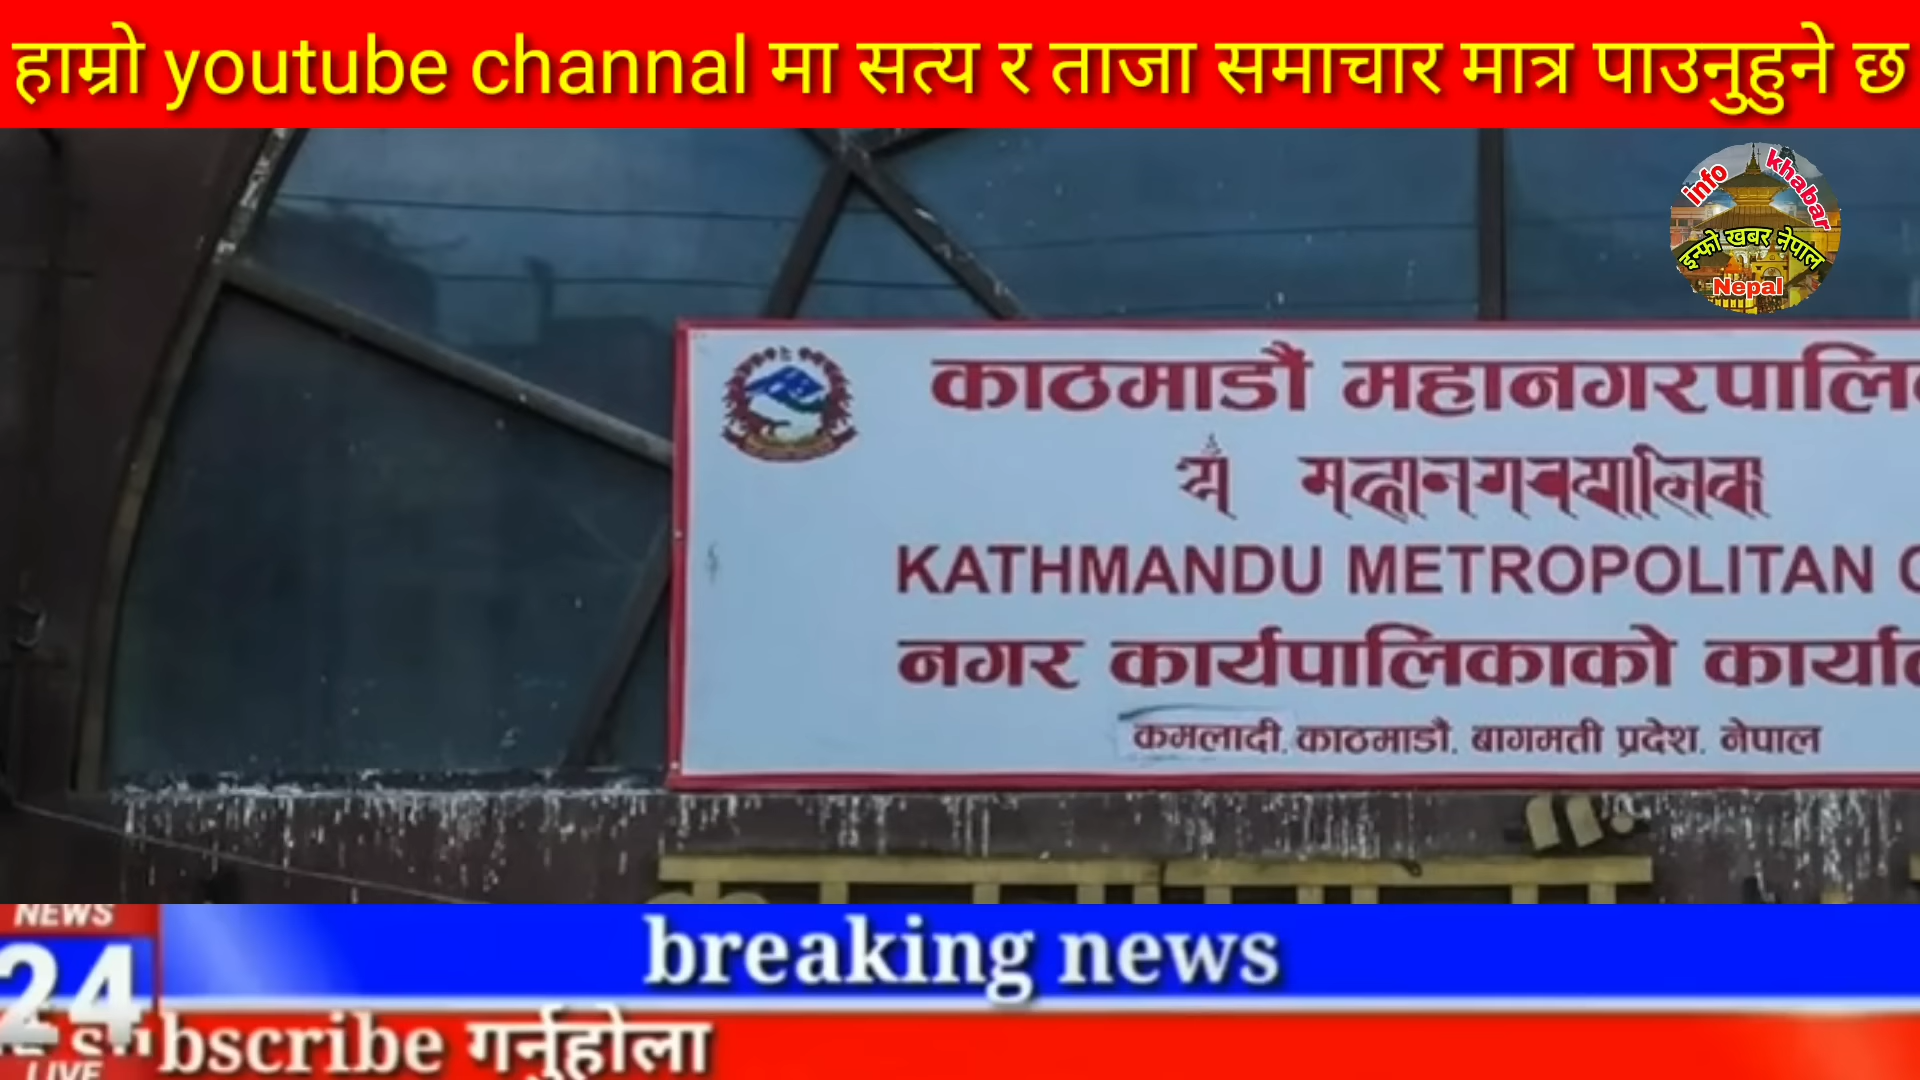 हाम्रो youtube channal मा सत्य र ताजा समाचार मात्र पाउनुहुने छ
info khabar
इन्फो खबर नेपाल
Nepal
काठमाडौं महानगरपालि
KATHMANDU METROPOLITAN
नगर कार्यपालिकाको
कमलादी, काठमाडौं, बागमती प्रदेश, नेपाल
NEWS
24
LIVE
breaking news
subscribe गर्नुहोला